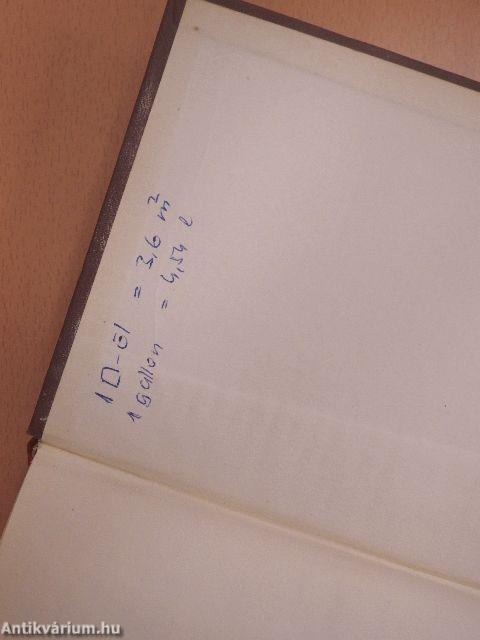 1 □-öl = 3,6 m²
1 gallon = 4,54 l
Antikvárium.hu